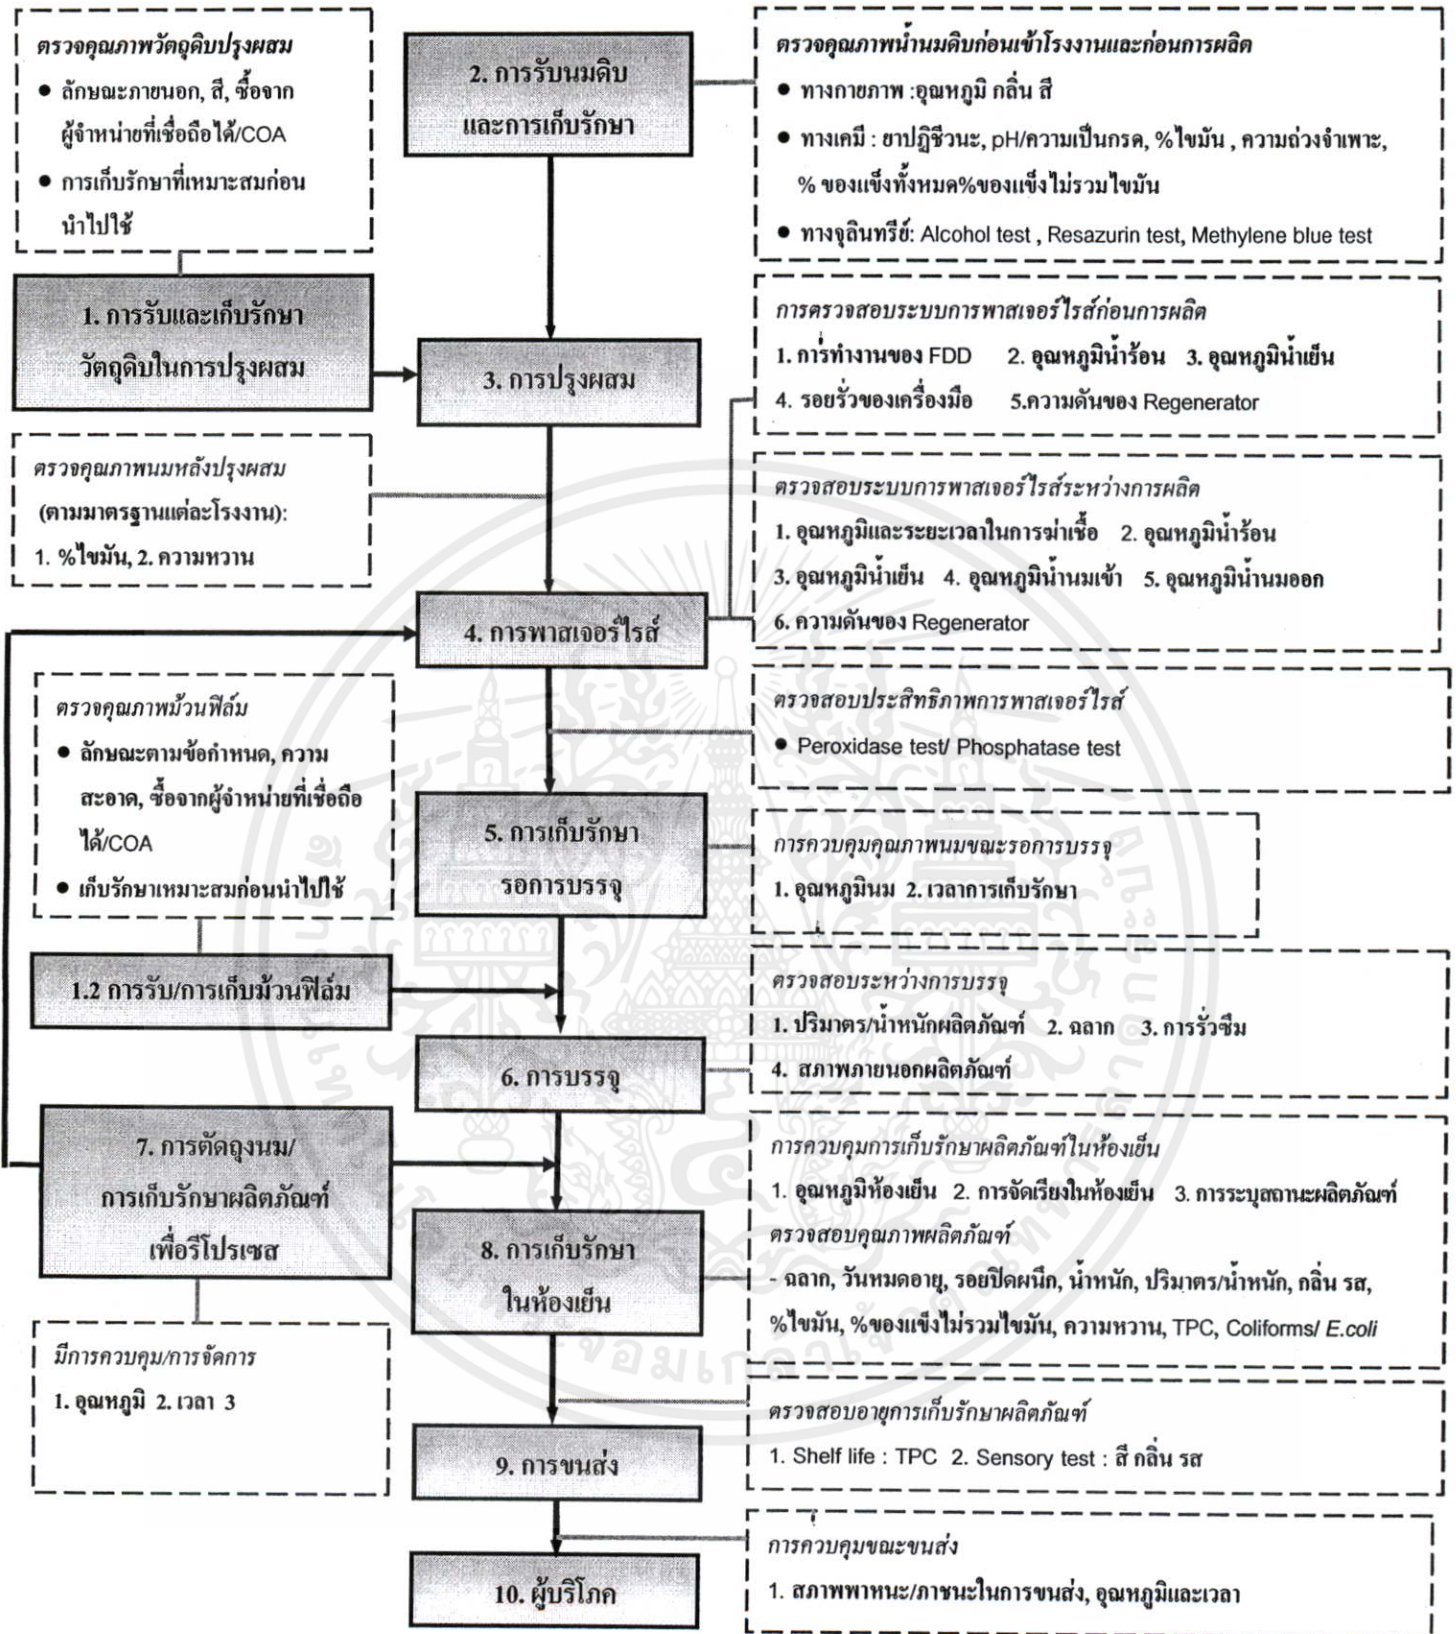 ตรวจคุณภาพวัตถุดิบปรุงผสม
● ลักษณะภายนอก, สี, ซื้อจาก
ผู้จำหน่ายที่เชื่อถือได้/COA
● การเก็บรักษาที่เหมาะสมก่อน
นำไปใช้
2. การรับนมดิบ
และการเก็บรักษา
ตรวจคุณภาพน้ำนมดิบก่อนเข้าโรงงานและก่อนการผลิต
● ทางกายภาพ :อุณหภูมิ กลิ่น สี
● ทางเคมี : ยาปฏิชีวนะ, pH/ความเป็นกรด, %ไขมัน , ความถ่วงจำเพาะ,
% ของแข็งทั้งหมด%ของแข็งไม่รวมไขมัน
● ทางจุลินทรีย์: Alcohol test , Resazurin test, Methylene blue test
1. การรับและเก็บรักษา
วัตถุดิบในการปรุงผสม
3. การปรุงผสม
การตรวจสอบระบบการพาสเจอร์ไรส์ก่อนการผลิต
1. การทำงานของ FDD 2. อุณหภูมิน้ำร้อน 3. อุณหภูมิน้ำเย็น
4. รอยรั่วของเครื่องมือ 5.ความดันของ Regenerator
ตรวจคุณภาพนมหลังปรุงผสม
(ตามมาตรฐานแต่ละโรงงาน):
1. %ไขมัน, 2. ความหวาน
ตรวจสอบระบบการพาสเจอร์ไรส์ระหว่างการผลิต
1. อุณหภูมิและระยะเวลาในการฆ่าเชื้อ 2. อุณหภูมิน้ำร้อน
3. อุณหภูมิน้ำเย็น 4. อุณหภูมิน้ำนมเข้า 5. อุณหภูมิน้ำนมออก
6. ความดันของ Regenerator
4. การพาสเจอร์ไรส์
ตรวจคุณภาพม้วนฟิล์ม
● ลักษณะตามข้อกำหนด, ความ
สะอาด, ซื้อจากผู้จำหน่ายที่เชื่อถือ
ได้/COA
● เก็บรักษาเหมาะสมก่อนนำไปใช้
ตรวจสอบประสิทธิภาพการพาสเจอร์ไรส์
● Peroxidase test/ Phosphatase test
5. การเก็บรักษา
รอการบรรจุ
การควบคุมคุณภาพนมขณะรอการบรรจุ
1. อุณหภูมินม 2. เวลาการเก็บรักษา
1.2 การรับ/การเก็บม้วนฟิล์ม
ตรวจสอบระหว่างการบรรจุ
1. ปริมาตร/น้ำหนักผลิตภัณฑ์ 2. ฉลาก 3. การรั่วซึม
4. สภาพภายนอกผลิตภัณฑ์
6. การบรรจุ
7. การตัดถุงนม/
การเก็บรักษาผลิตภัณฑ์
เพื่อรีโปรเซส
การควบคุมการเก็บรักษาผลิตภัณฑ์ในห้องเย็น
1. อุณหภูมิห้องเย็น 2. การจัดเรียงในห้องเย็น 3. การระบุสถานะผลิตภัณฑ์
ตรวจสอบคุณภาพผลิตภัณฑ์
- ฉลาก, วันหมดอายุ, รอยปิดผนึก, น้ำหนัก, ปริมาตร/น้ำหนัก, กลิ่น รส,
%ไขมัน, %ของแข็งไม่รวมไขมัน, ความหวาน, TPC, Coliforms/ E.coli
8. การเก็บรักษา
ในห้องเย็น
มีการควบคุม/การจัดการ
1. อุณหภูมิ 2. เวลา 3
ตรวจสอบอายุการเก็บรักษาผลิตภัณฑ์
1. Shelf life : TPC 2. Sensory test : สี กลิ่น รส
9. การขนส่ง
การควบคุมขณะขนส่ง
1. สภาพพาหนะ/ภาชนะในการขนส่ง, อุณหภูมิและเวลา
10. ผู้บริโภค